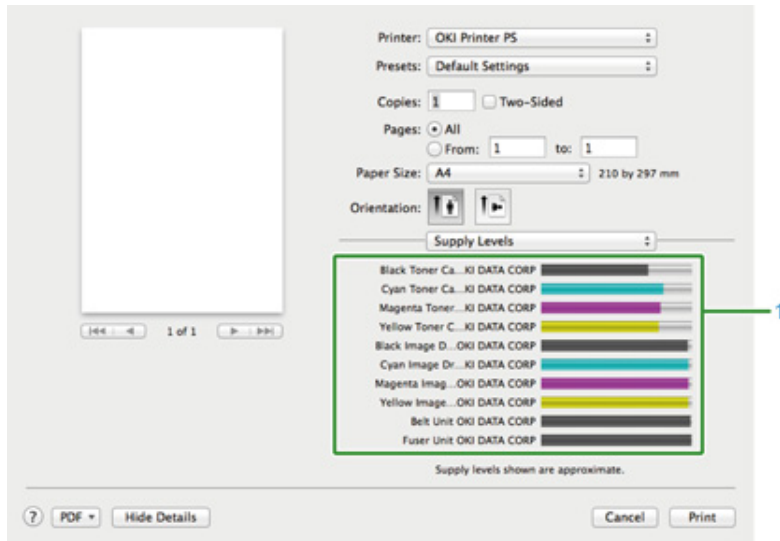 Printer: OKI Printer PS
Presets: Default Settings
Copies: 1 Two-Sided
Pages: All
From: 1 to: 1
Paper Size: A4 210 by 297 mm
Orientation:
Supply Levels
Black Toner Ca...KI DATA CORP
Cyan Toner Ca...KI DATA CORP
Magenta Toner...KI DATA CORP
Yellow Toner C...KI DATA CORP
Black Image D...OKI DATA CORP
Cyan Image Dr...KI DATA CORP
Magenta Imag...OKI DATA CORP
Yellow Image...OKI DATA CORP
Belt Unit OKI DATA CORP
Fuser Unit OKI DATA CORP
1
Supply levels shown are approximate.
1 of 1
? PDF Hide Details Cancel Print